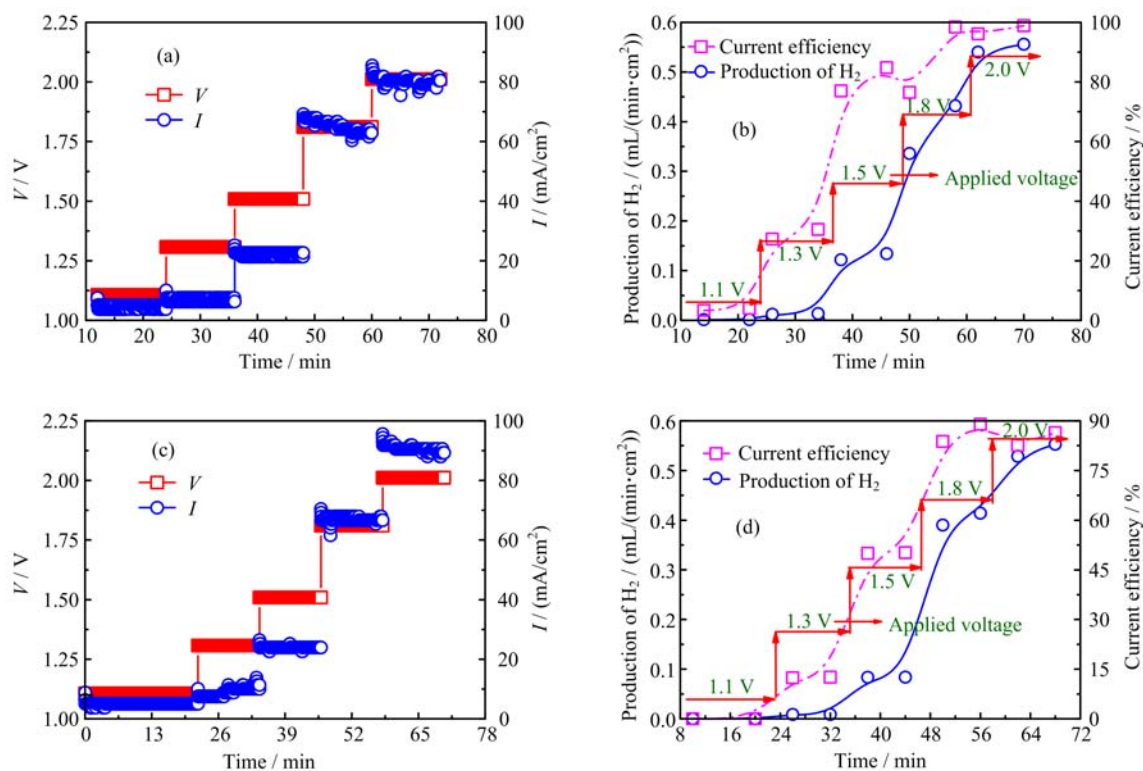 2.25
2.00
1.75
1.50
1.25
1.00
V / V
(a)
V
I
100
80
60
40
20
0
I / (mA/cm²)
10 20 30 40 50 60 70 80
Time / min
0.6
0.5
0.4
0.3
0.2
0.1
0.0
Production of H₂ / (mL/(min·cm²))
Current efficiency
Production of H₂
(b)
1.1 V
1.3 V
1.5 V
1.8 V
2.0 V
Applied voltage
100
80
60
40
20
0
Current efficiency / %
10 20 30 40 50 60 70 80
Time / min
2.25
2.00
1.75
1.50
1.25
1.00
V / V
(c)
V
I
100
80
60
40
20
0
I / (mA/cm²)
0 13 26 39 52 65 78
Time / min
0.6
0.5
0.4
0.3
0.2
0.1
0.0
Production of H₂ / (mL/(min·cm²))
Current efficiency
Production of H₂
(d)
1.1 V
1.3 V
1.5 V
1.8 V
2.0 V
Applied voltage
90
75
60
45
30
15
0
Current efficiency / %
8 16 24 32 40 48 56 64 72
Time / min